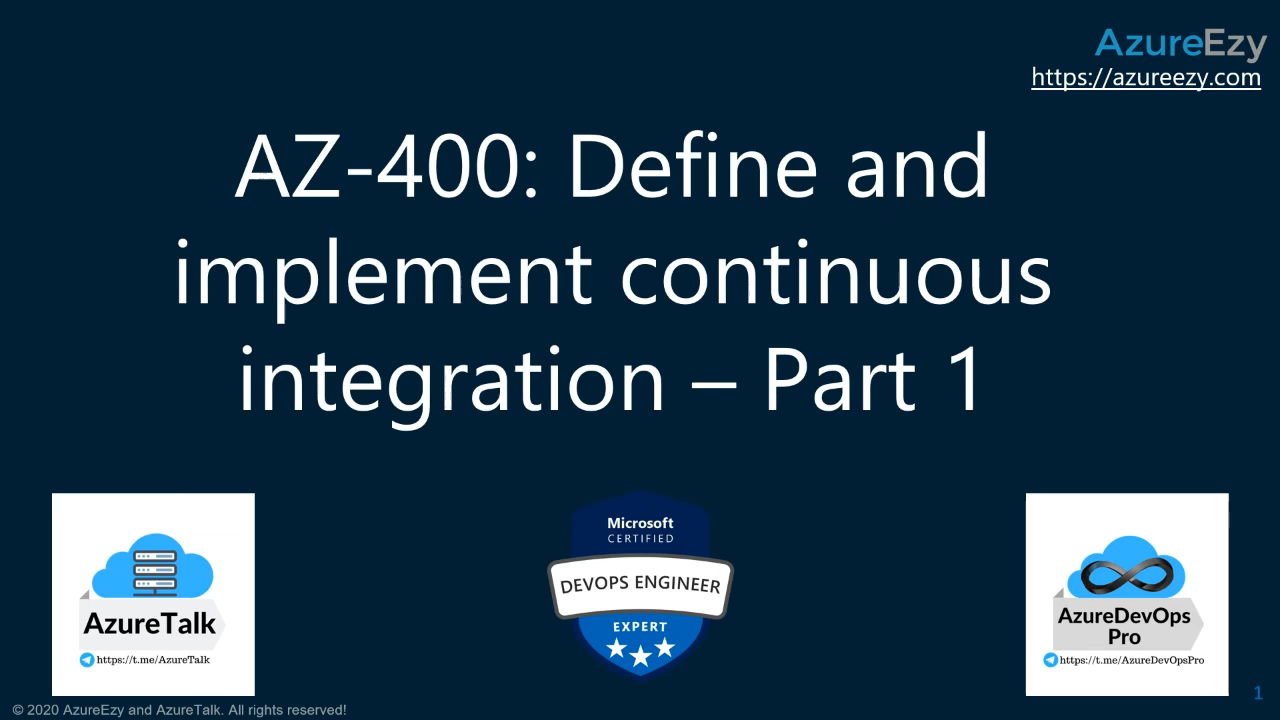 AzureEzy
https://azureezy.com
AZ-400: Define and
implement continuous
integration – Part 1
AzureTalk
https://t.me/AzureTalk
Microsoft
CERTIFIED
DEVOPS ENGINEER
EXPERT
AzureDevOps
Pro
https://t.me/AzureDevOpsPro
© 2020 AzureEzy and AzureTalk. All rights reserved!
1